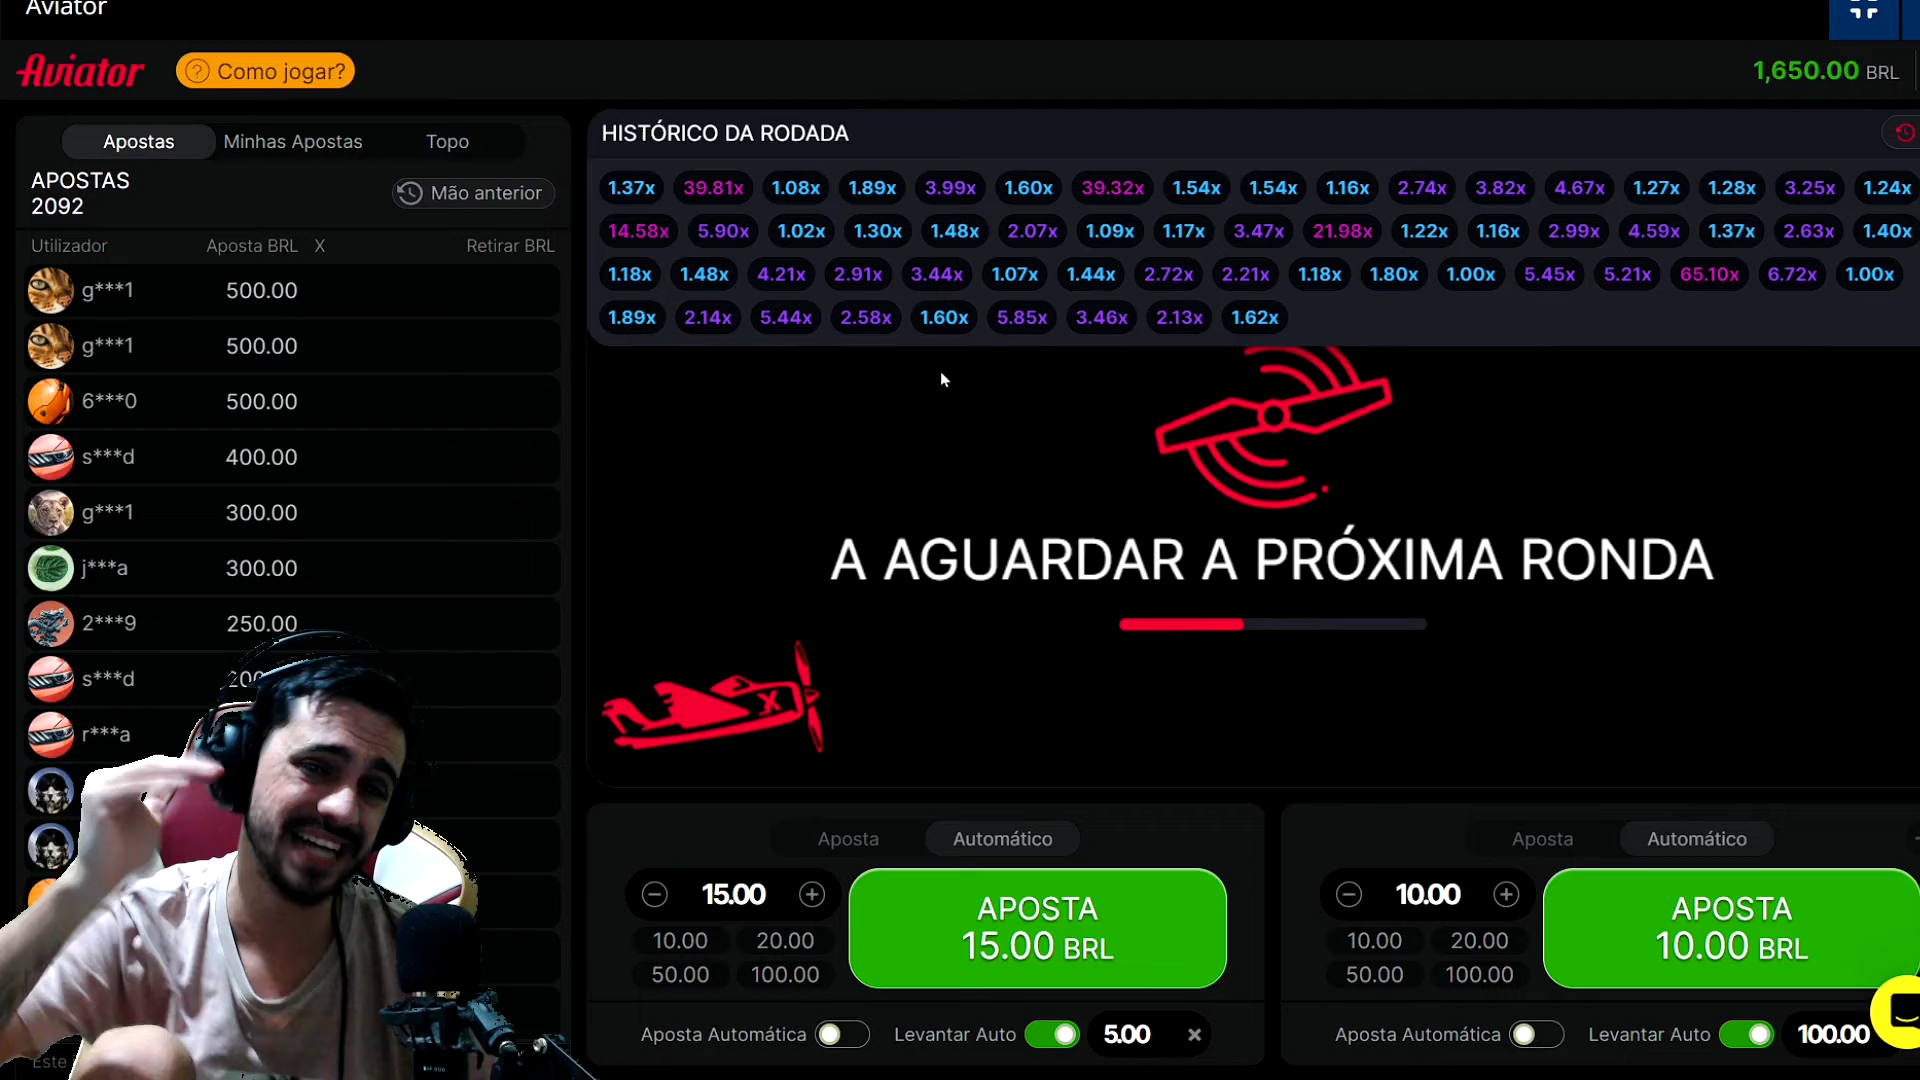 Aviator
Aviator
? Como jogar?
1,650.00 BRL
Apostas Minhas Apostas Topo
APOSTAS
2092
Mão anterior
Utilizador Aposta BRL X Retirar BRL
g***1 500.00
g***1 500.00
6***0 500.00
s***d 400.00
g***1 300.00
j***a 300.00
2***9 250.00
s***d
r***a
Este
HISTÓRICO DA RODADA
1.37x 39.81x 1.08x 1.89x 3.99x 1.60x 39.32x 1.54x 1.54x 1.16x 2.74x 3.82x 4.67x 1.27x 1.28x 3.25x 1.24x
14.58x 5.90x 1.02x 1.30x 1.48x 2.07x 1.09x 1.17x 3.47x 21.98x 1.22x 1.16x 2.99x 4.59x 1.37x 2.63x 1.40x
1.18x 1.48x 4.21x 2.91x 3.44x 1.07x 1.44x 2.72x 2.21x 1.18x 1.80x 1.00x 5.45x 5.21x 65.10x 6.72x 1.00x
1.89x 2.14x 5.44x 2.58x 1.60x 5.85x 3.46x 2.13x 1.62x
A AGUARDAR A PRÓXIMA RONDA
X
Aposta Automático
15.00
10.00 20.00
50.00 100.00
APOSTA
15.00 BRL
Aposta Automática Levantar Auto 5.00
Aposta Automático
10.00
10.00 20.00
50.00 100.00
APOSTA
10.00 BRL
Aposta Automática Levantar Auto 100.00